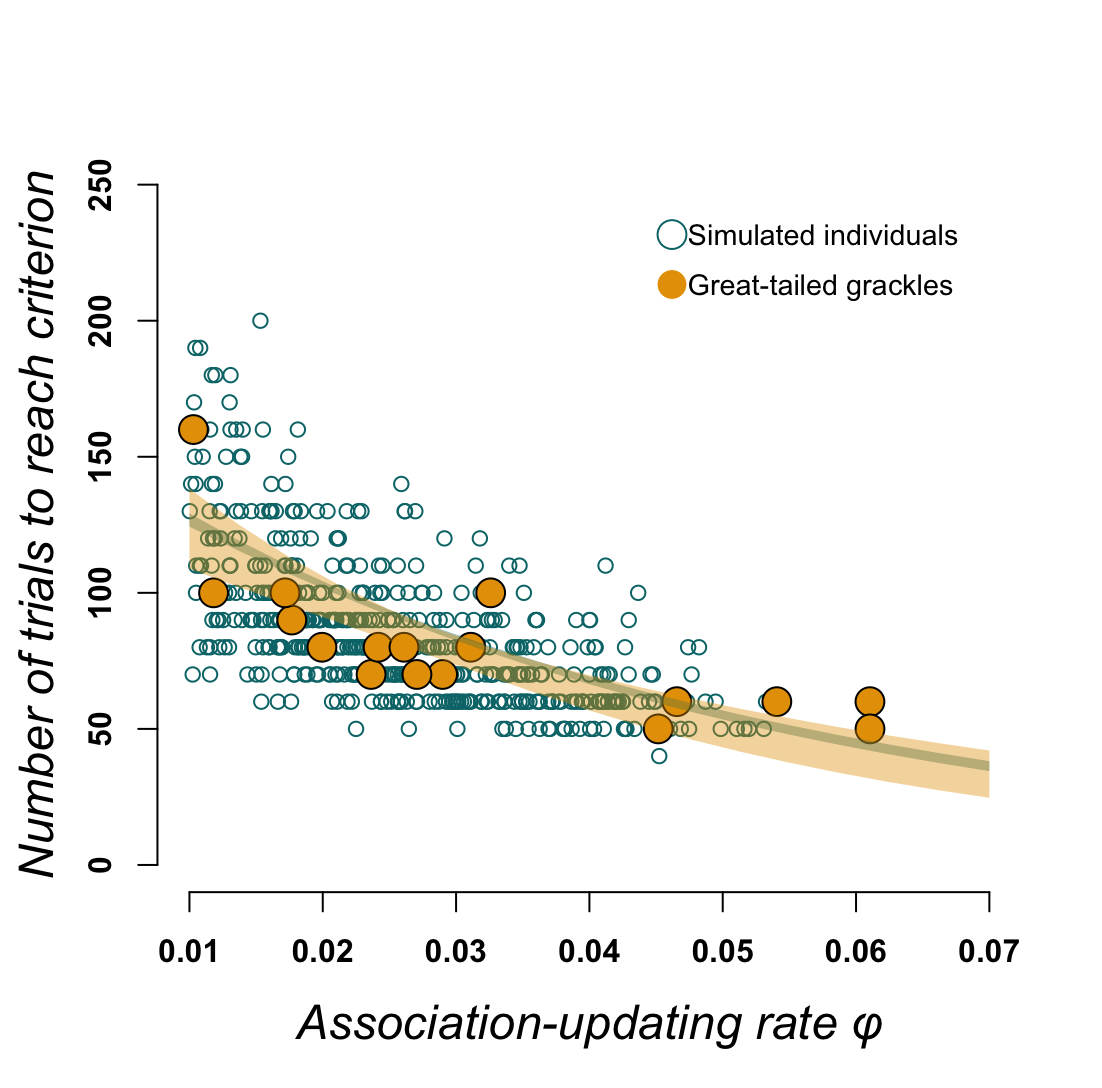 Number of trials to reach criterion
250
200
150
100
50
0
Simulated individuals
Great-tailed grackles
0.01 0.02 0.03 0.04 0.05 0.06 0.07
Association-updating rate φ